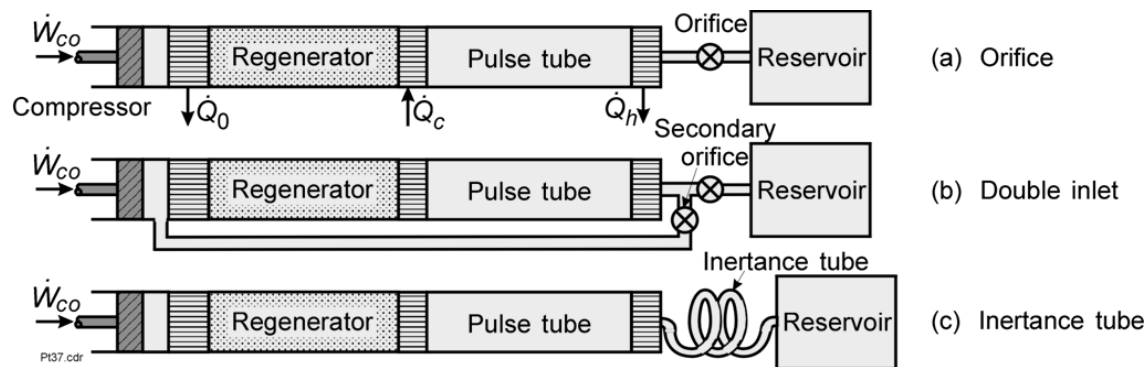 Ẇco
Compressor
Regenerator
Pulse tube
Orifice
Reservoir
(a) Orifice
Q̇0
Q̇c
Q̇h
Secondary
orifice
Ẇco
Regenerator
Pulse tube
Reservoir
(b) Double inlet
Inertance tube
Ẇco
Regenerator
Pulse tube
Reservoir
(c) Inertance tube
Pt37.cdr